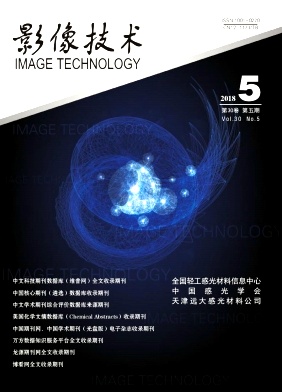 影像技术
IMAGE TECHNOLOGY
2018
5
第30卷 第五期
Vol.30 No.5
中文科技期刊数据库（维普网）全文收录期刊
中国核心期刊（遴选）数据库收录期刊
中文学术期刊综合评价数据库来源期刊
美国化学文摘数据库（Chemical Abstracts）收录期刊
中国期刊网、中国学术期刊（光盘版）电子杂志收录期刊
万方数据知识服务平台全文收录期刊
龙源期刊网全文收录期刊
博看网全文收录期刊
全国轻工感光材料信息中心
中国感光学会
天津远大感光材料公司